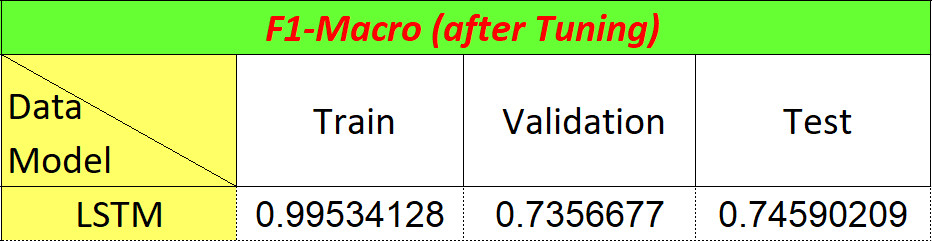 F1-Macro (after Tuning)
Data
Model
Train
Validation
Test
LSTM
0.99534128
0.7356677
0.74590209